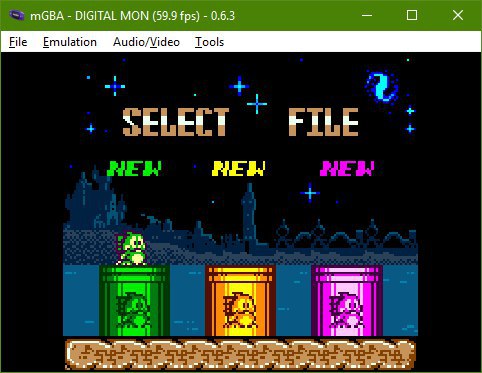 mGBA - DIGITAL MON (59.9 fps) - 0.6.3
File Emulation Audio/Video Tools
SELECT FILE
NEW NEW NEW